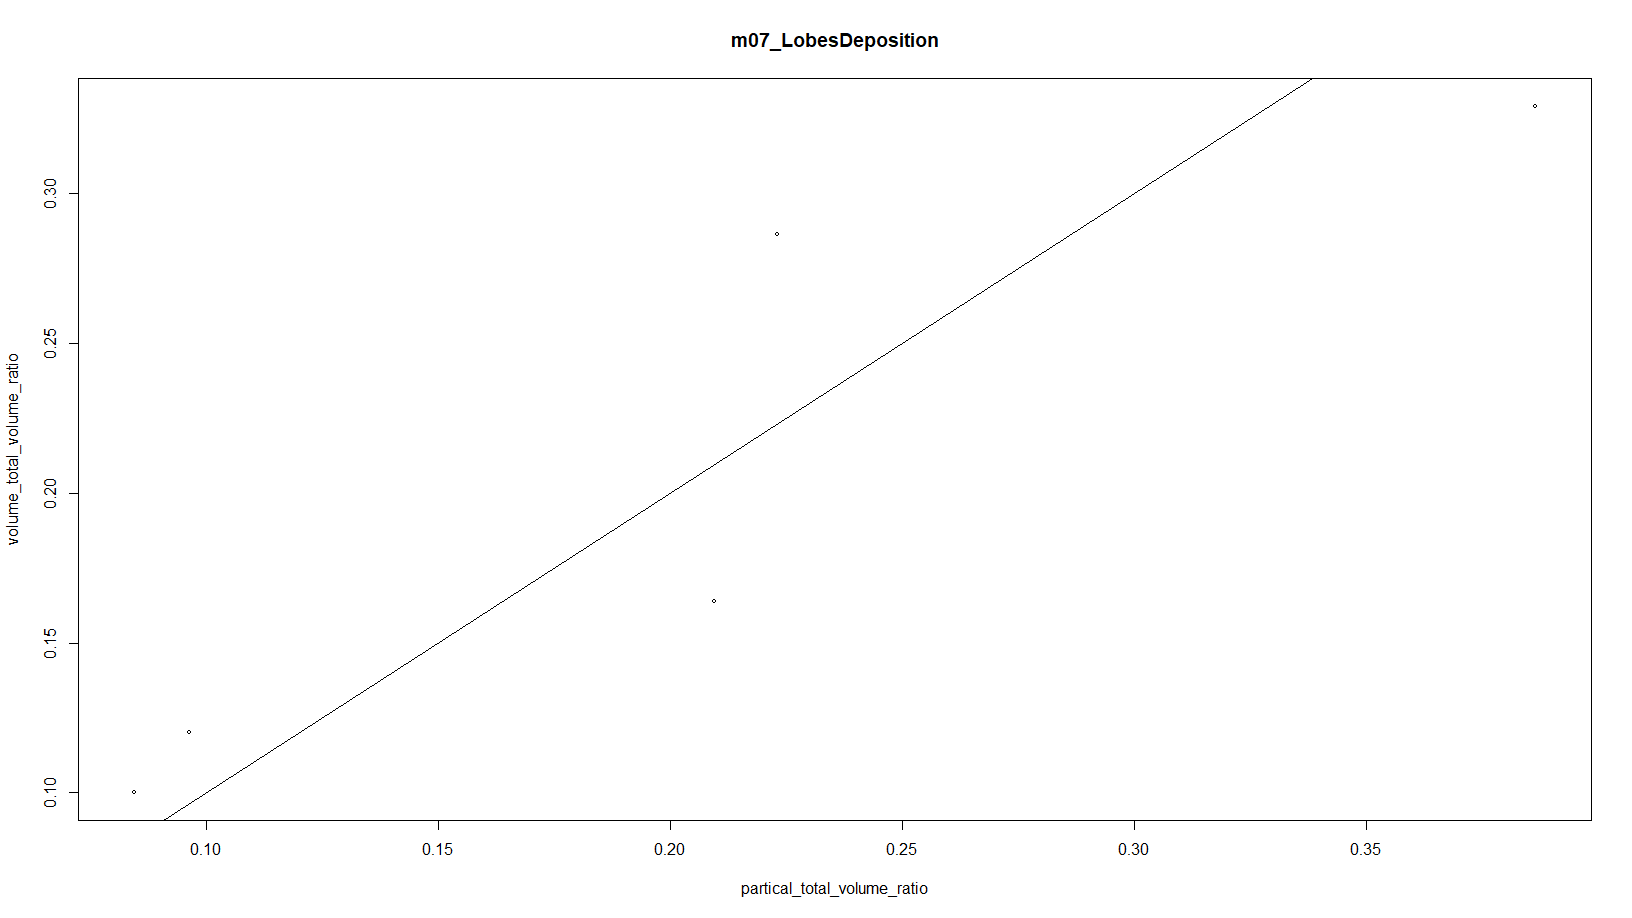 m07_LobesDeposition
volume_total_volume_ratio
0.30
0.25
0.20
0.15
0.10
0.10 0.15 0.20 0.25 0.30 0.35
partical_total_volume_ratio